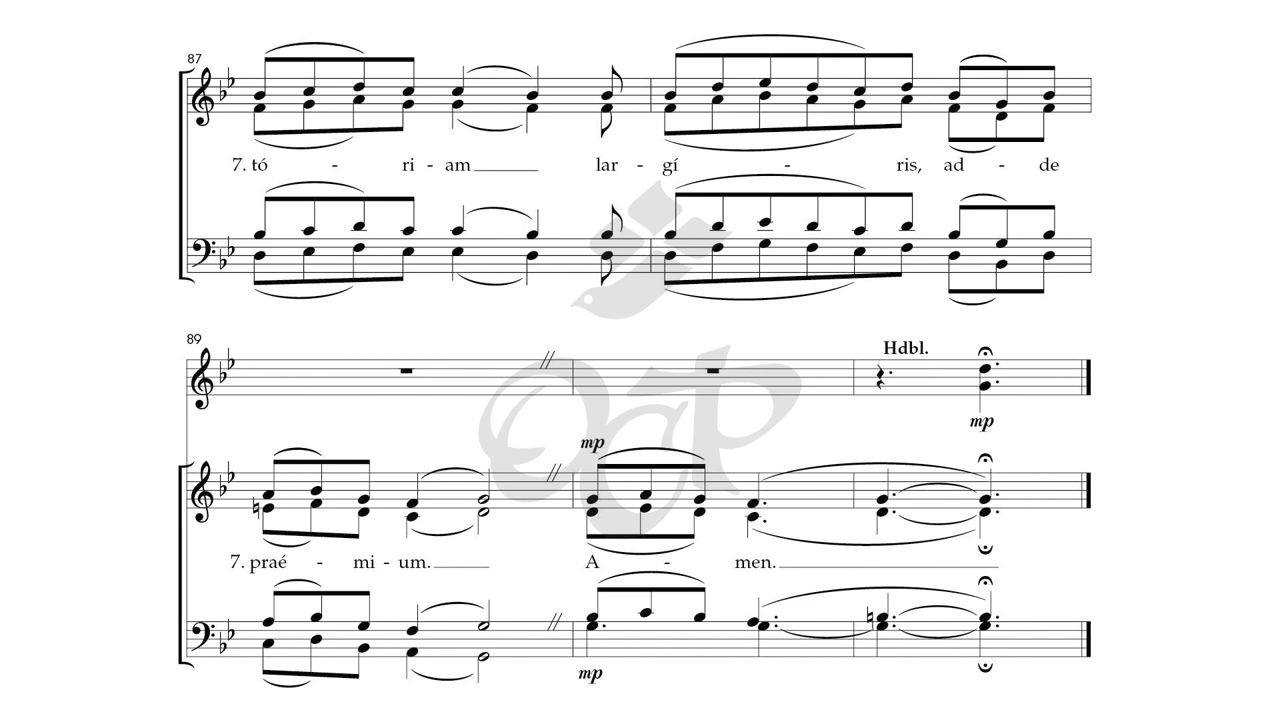 87
7. tó - ri - am lar - gí - ris, ad - de
89
Hdbl.
mp
mp
7. praé - mi - um. A - men.
mp
OCP